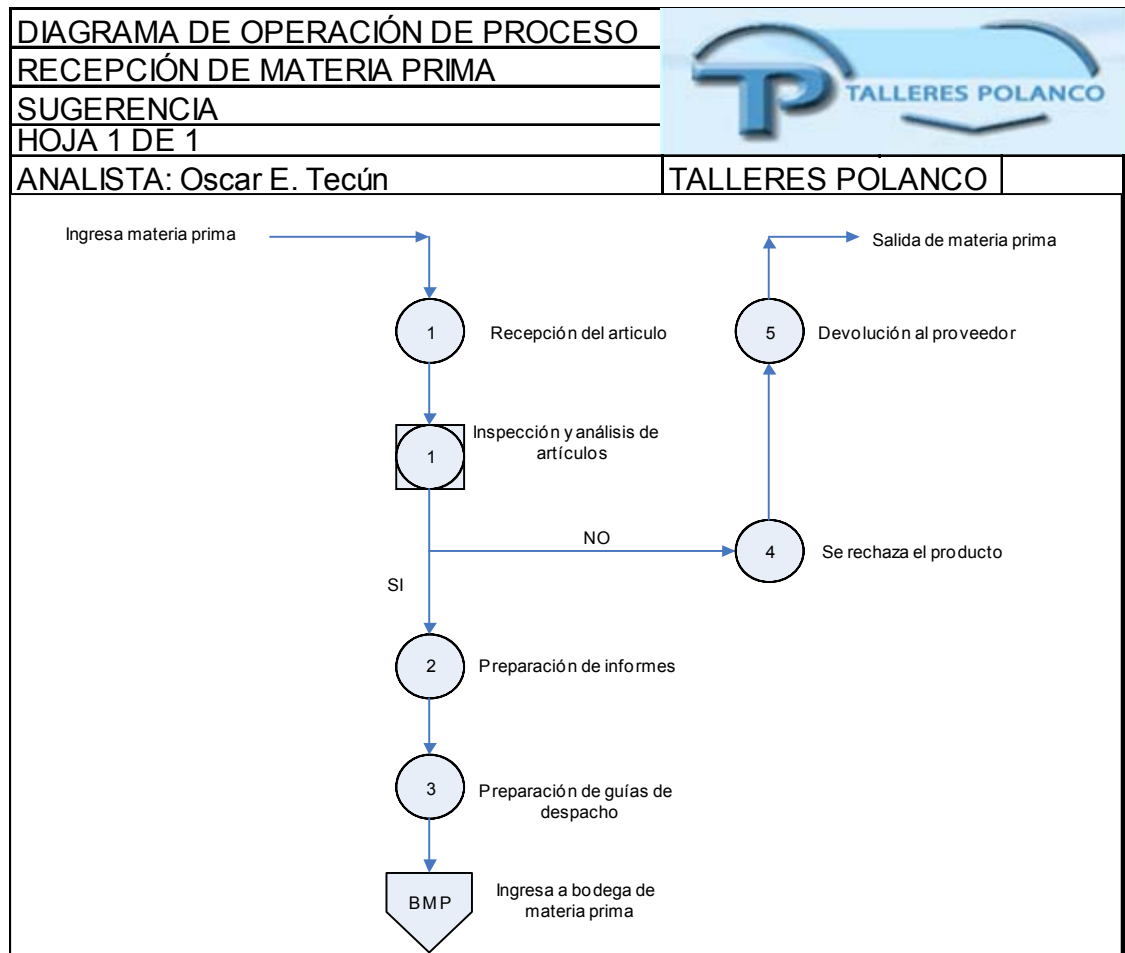 DIAGRAMA DE OPERACIÓN DE PROCESO
RECEPCIÓN DE MATERIA PRIMA
SUGERENCIA
HOJA 1 DE 1
TP TALLERES POLANCO
ANALISTA: Oscar E. Tecún
TALLERES POLANCO
Ingresa materia prima
Salida de materia prima
1
Recepción del articulo
5
Devolución al proveedor
1
Inspección y análisis de
artículos
NO
4
Se rechaza el producto
SI
2
Preparación de informes
3
Preparación de guías de
despacho
BMP
Ingresa a bodega de
materia prima